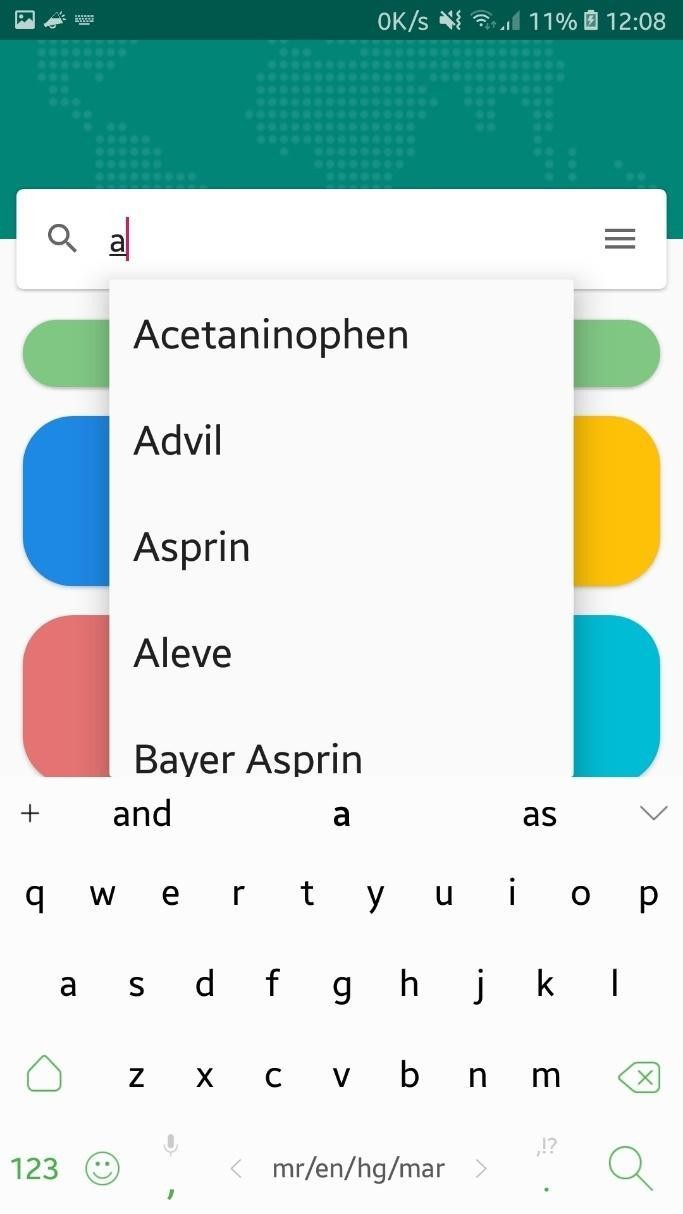 0K/s 11% 12:08
a
Acetaninophen
Advil
Asprin
Aleve
Bayer Asprin
+ and a as
q w e r t y u i o p
a s d f g h j k l
z x c v b n m
,!?
123 , < mr/en/hg/mar > .